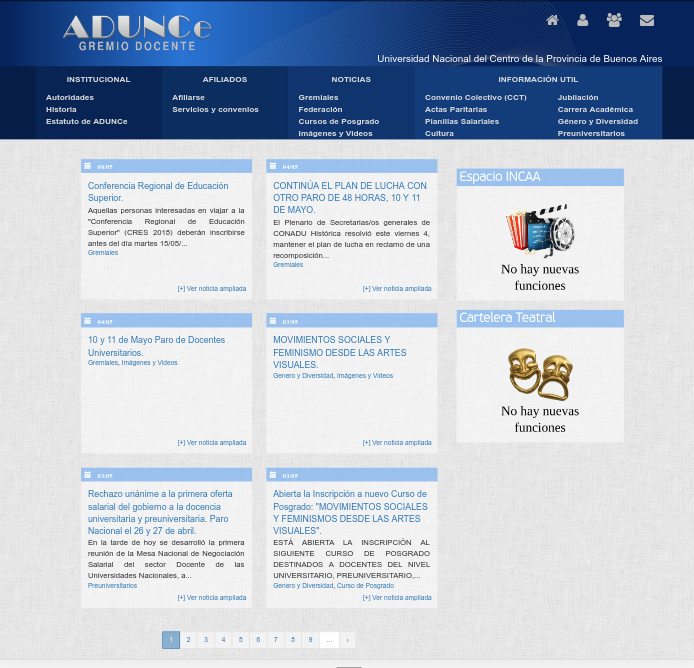 ADUNCe
GREMIO DOCENTE
Universidad Nacional del Centro de la Provincia de Buenos Aires
INSTITUCIONAL
Autoridades
Historia
Estatuto de ADUNCe
AFILIADOS
Afiliarse
Servicios y convenios
NOTICIAS
Gremiales
Federación
Cursos de Posgrado
Imágenes y Videos
INFORMACIÓN UTIL
Convenio Colectivo (CCT)
Actas Paritarias
Planillas Salariales
Cultura
Jubilación
Carrera Académica
Género y Diversidad
Preuniversitarios
08/05
Conferencia Regional de Educación
Superior.
Aquellas personas interesadas en viajar a la
"Conferencia Regional de Educación
Superior" (CRES 2015) deberán inscribirse
antes del día martes 15/05/...
Gremiales
[+] Ver noticia ampliada
04/05
CONTINÚA EL PLAN DE LUCHA CON
OTRO PARO DE 48 HORAS, 10 Y 11
DE MAYO.
El Plenario de Secretarias/os generales de
CONADU Histórica resolvió este viernes 4,
mantener el plan de lucha en reclamo de una
recomposición...
Gremiales
[+] Ver noticia ampliada
04/05
10 y 11 de Mayo Paro de Docentes
Universitarios.
Gremiales, Imágenes y Videos
[+] Ver noticia ampliada
03/05
MOVIMIENTOS SOCIALES Y
FEMINISMO DESDE LAS ARTES
VISUALES.
Genero y Diversidad, Imágenes y Videos
[+] Ver noticia ampliada
03/05
Rechazo unánime a la primera oferta
salarial del gobierno a la docencia
universitaria y preuniversitaria. Paro
Nacional el 26 y 27 de abril.
En la tarde de hoy se desarrolló la primera
reunión de la Mesa Nacional de Negociación
Salarial del sector Docente de las
Universidades Nacionales, a...
Preuniversitarios
[+] Ver noticia ampliada
03/05
Abierta la Inscripción a nuevo Curso de
Posgrado: "MOVIMIENTOS SOCIALES
Y FEMINISMOS DESDE LAS ARTES
VISUALES".
ESTÁ ABIERTA LA INSCRIPCIÓN AL
SIGUIENTE CURSO DE POSGRADO
DESTINADOS A DOCENTES DEL NIVEL
UNIVERSITARIO, PREUNIVERSITARIO,...
Genero y Diversidad, Curso de Posgrado
[+] Ver noticia ampliada
Espacio INCAA
No hay nuevas
funciones
Cartelera Teatral
No hay nuevas
funciones
1 2 3 4 5 6 7 8 9 ... ›